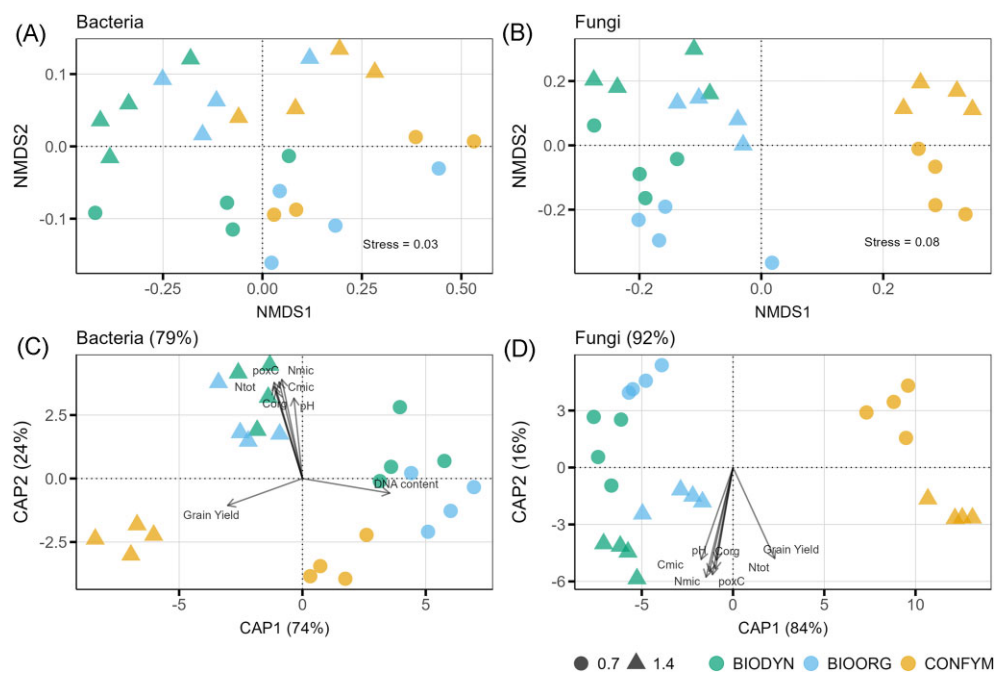 (A)
Bacteria
0.1
0.0
-0.1
NMDS2
Stress = 0.03
-0.25
0.00
0.25
0.50
NMDS1
(B)
Fungi
0.2
0.0
-0.2
NMDS2
Stress = 0.08
-0.2
0.0
0.2
NMDS1
(C)
Bacteria (79%)
poxC
Nmic
Ntot
Cmic
Corg
pH
2.5
0.0
-2.5
CAP2 (24%)
DNA content
Grain Yield
-5
0
5
CAP1 (74%)
(D)
Fungi (92%)
3
0
-3
-6
CAP2 (16%)
pH
Corg
Grain Yield
Cmic
Ntot
Nmic
poxC
-5
0
5
10
CAP1 (84%)
0.7 1.4 BIODYN BIOORG CONFYM